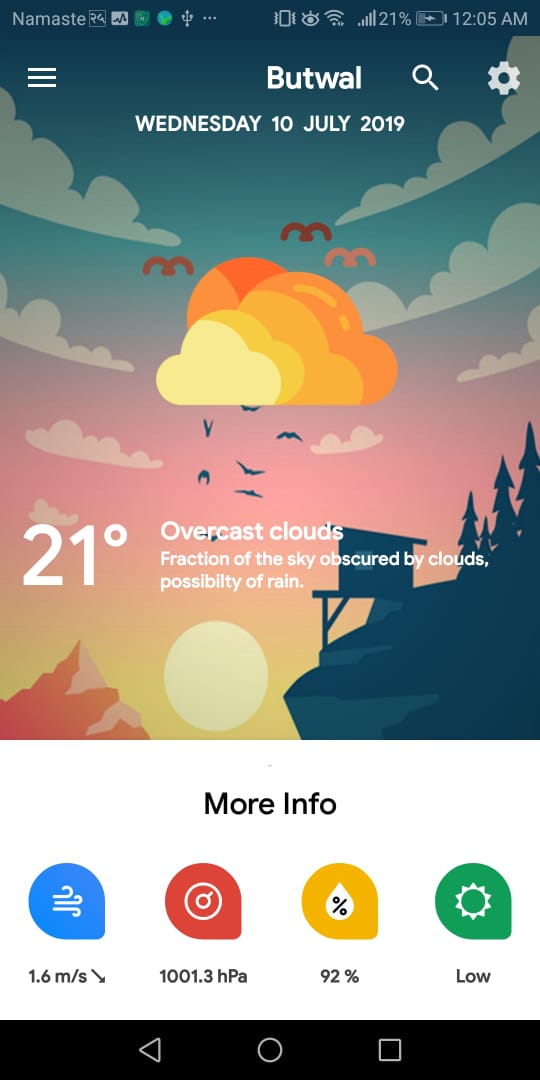 Namaste 21% 12:05 AM
Butwal
WEDNESDAY 10 JULY 2019
21°
Overcast clouds
Fraction of the sky obscured by clouds,
possibilty of rain.
More Info
%
1.6 m/s↘ 1001.3 hPa 92 % Low